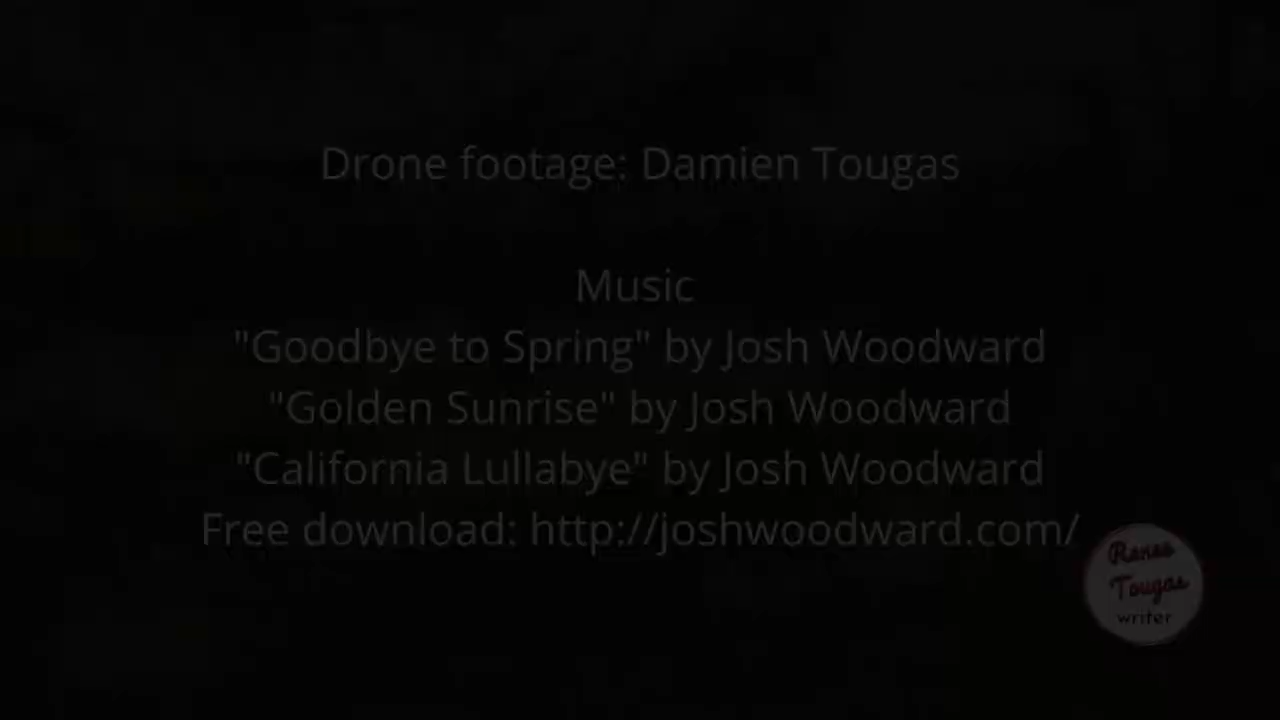 Drone footage: Damien Tougas
Music
"Goodbye to Spring" by Josh Woodward
"Golden Sunrise" by Josh Woodward
"California Lullabye" by Josh Woodward
Free download: http://joshwoodward.com/
Renee
Tougas
writer